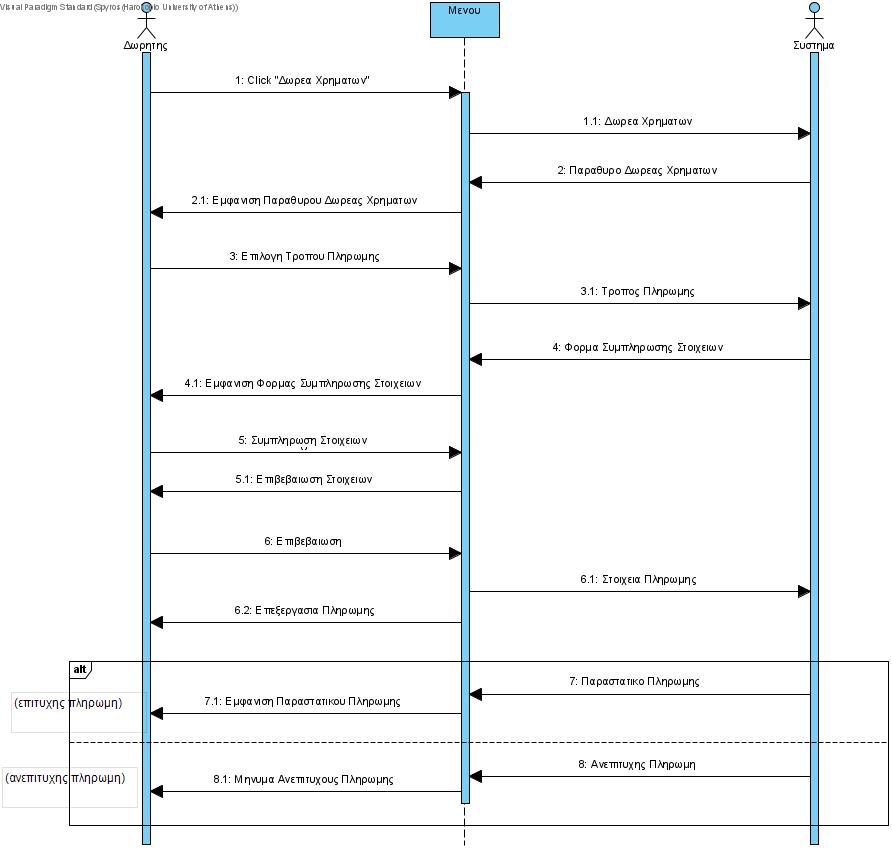 Visual Paradigm Standard (Spyros (Harokopio University of Athens))
Μενου
Δωρητης
Συστημα
1: Click "Δωρεα Χρηματων"
1.1: Δωρεα Χρηματων
2: Παραθυρο Δωρεας Χρηματων
2.1: Εμφανιση Παραθυρου Δωρεας Χρηματων
3: Επιλογη Τροπου Πληρωμης
3.1: Τροπος Πληρωμης
4: Φορμα Συμπληρωσης Στοιχειων
4.1: Εμφανιση Φορμας Συμπληρωσης Στοιχειων
5: Συμπληρωση Στοιχειων
5.1: Επιβεβαιωση Στοιχειων
6: Επιβεβαιωση
6.1: Στοιχεια Πληρωμης
6.2: Επεξεργασια Πληρωμης
alt
7: Παραστατικο Πληρωμης
(επιτυχης πληρωμη)
7.1: Εμφανιση Παραστατικου Πληρωμης
8: Ανεπιτυχης Πληρωμη
(ανεπιτυχης πληρωμη)
8.1: Μηνυμα Ανεπιτυχους Πληρωμης